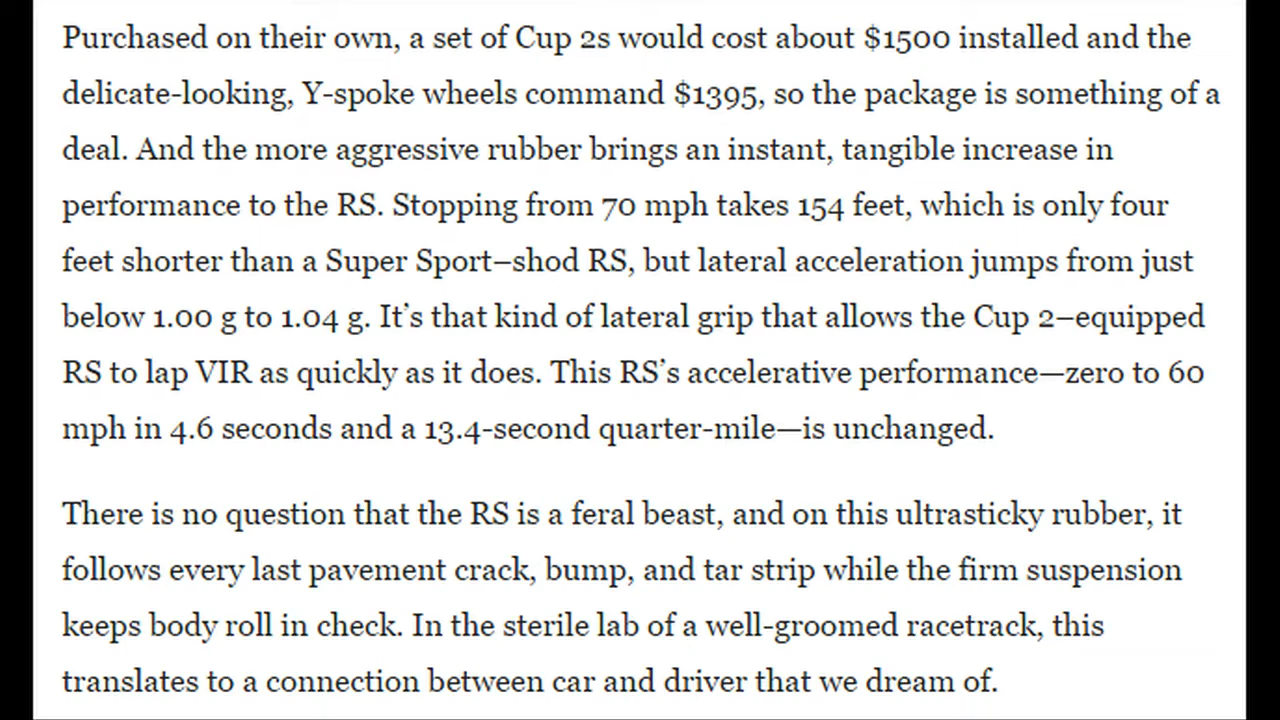 Purchased on their own, a set of Cup 2s would cost about $1500 installed and the
delicate-looking, Y-spoke wheels command $1395, so the package is something of a
deal. And the more aggressive rubber brings an instant, tangible increase in
performance to the RS. Stopping from 70 mph takes 154 feet, which is only four
feet shorter than a Super Sport–shod RS, but lateral acceleration jumps from just
below 1.00 g to 1.04 g. It’s that kind of lateral grip that allows the Cup 2–equipped
RS to lap VIR as quickly as it does. This RS’s accelerative performance—zero to 60
mph in 4.6 seconds and a 13.4-second quarter-mile—is unchanged.
There is no question that the RS is a feral beast, and on this ultrasticky rubber, it
follows every last pavement crack, bump, and tar strip while the firm suspension
keeps body roll in check. In the sterile lab of a well-groomed racetrack, this
translates to a connection between car and driver that we dream of.